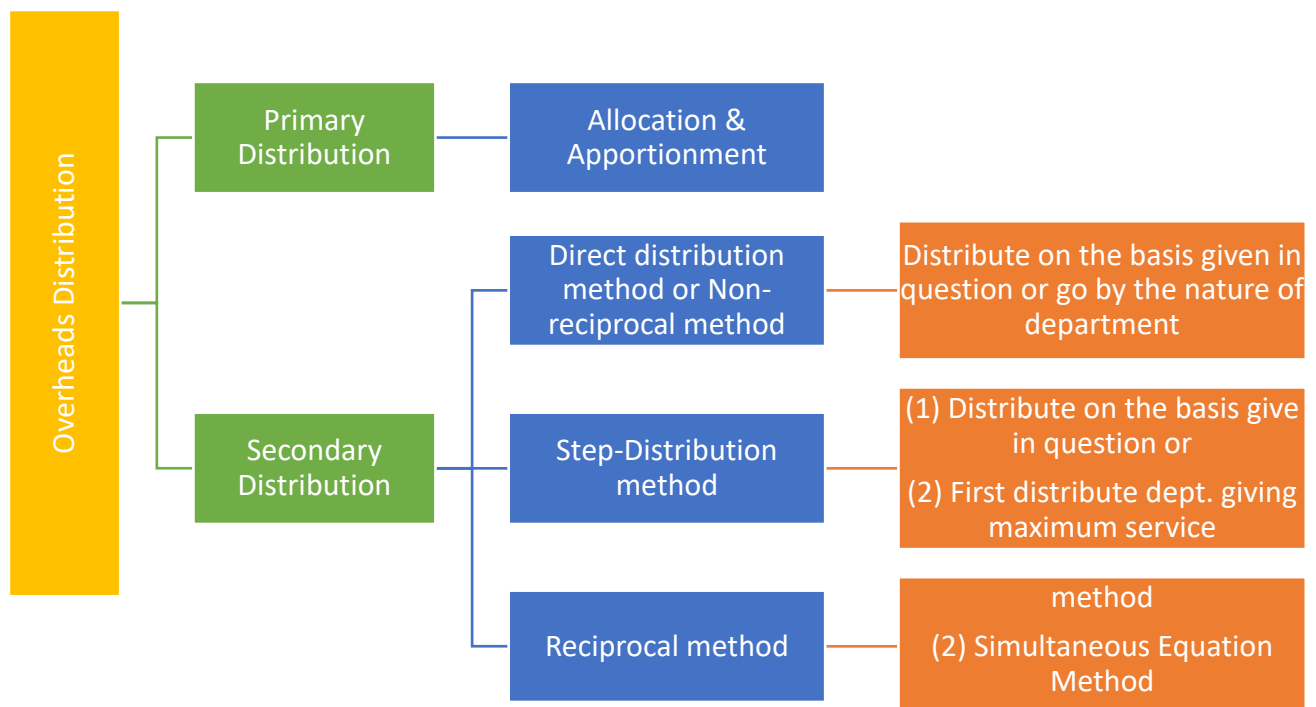 Overheads Distribution
Primary
Distribution
Allocation &
Apportionment
Secondary
Distribution
Direct distribution
method or Non-
reciprocal method
Distribute on the basis given in
question or go by the nature of
department
Step-Distribution
method
(1) Distribute on the basis give
in question or
(2) First distribute dept. giving
maximum service
Reciprocal method
method
(2) Simultaneous Equation
Method